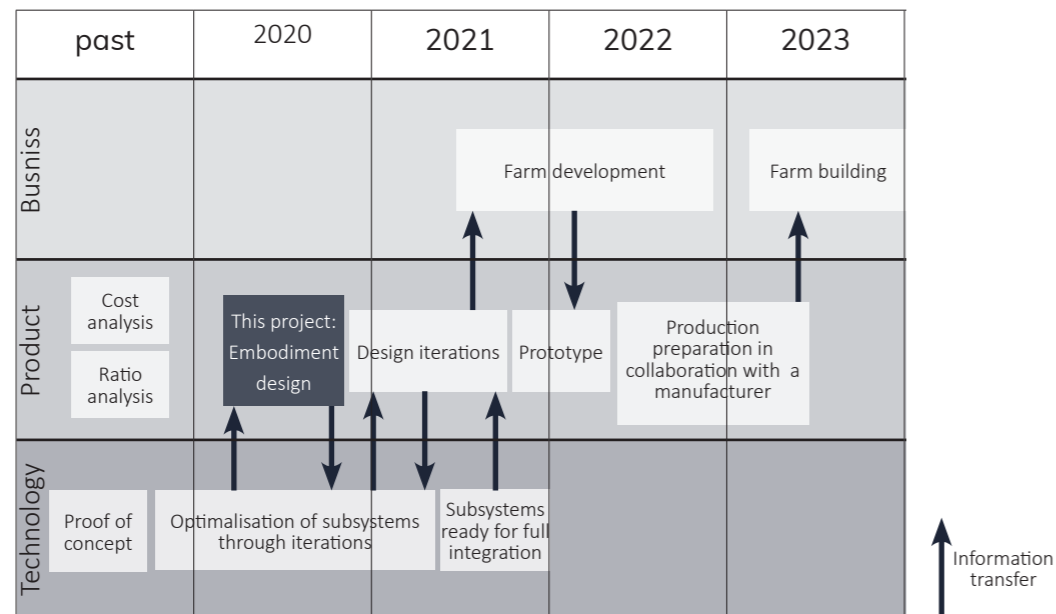 past
2020
2021
2022
2023
Busniss
Farm development
Farm building
Product
Cost
analysis
Ratio
analysis
This project:
Embodiment
design
Design iterations
Prototype
Production
preparation in
collaboration with a
manufacturer
Technology
Proof of
concept
Optimalisation of subsystems
through iterations
Subsystems
ready for full
integration
Information
transfer